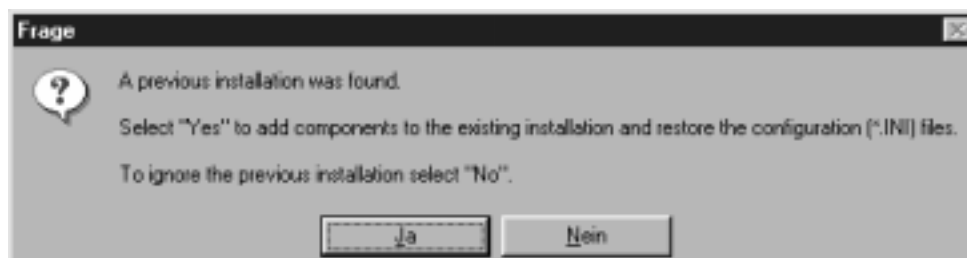 Frage
A previous installation was found.
Select "Yes" to add components to the existing installation and restore the configuration (*.INI) files.
To ignore the previous installation select "No".
Ja
Nein